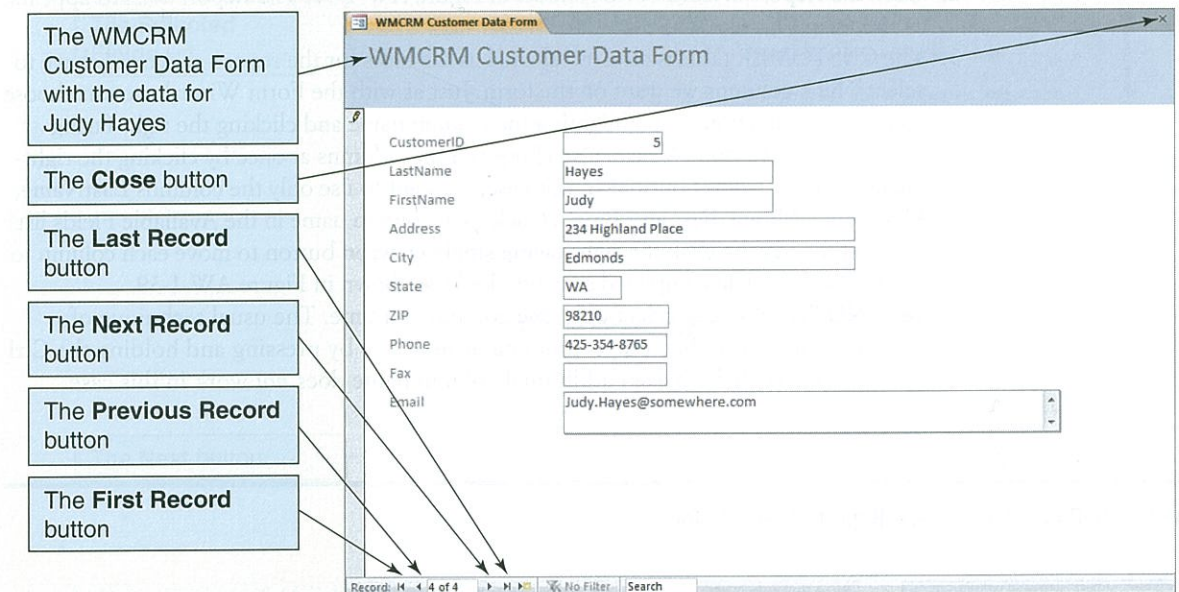 The WMCRM
Customer Data Form
with the data for
Judy Hayes
The Close button
The Last Record
button
The Next Record
button
The Previous Record
button
The First Record
button
WMCRM Customer Data Form
WMCRM Customer Data Form
CustomerID 5
LastName Hayes
FirstName Judy
Address 234 Highland Place
City Edmonds
State WA
ZIP 98210
Phone 425-354-8765
Fax
Email Judy.Hayes@somewhere.com
Record: 4 of 4 No Filter Search